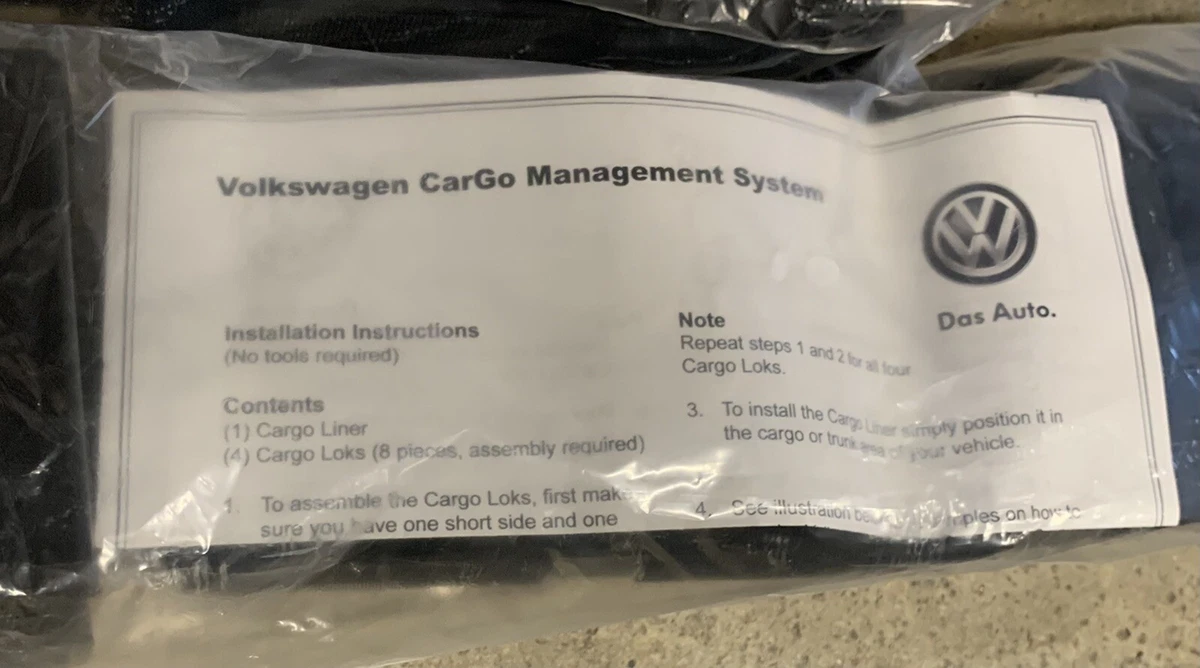 Volkswagen CarGo Management System
Das Auto.
Installation Instructions
(No tools required)
Contents
(1) Cargo Liner
(4) Cargo Loks (8 pieces, assembly required)
1. To assemble the Cargo Loks, first make
sure you have one short side and one
Note
Repeat steps 1 and 2 for all four
Cargo Loks.
3. To install the Cargo Liner simply position it in
the cargo or trunk area of your vehicle.
4. See illustration on how to